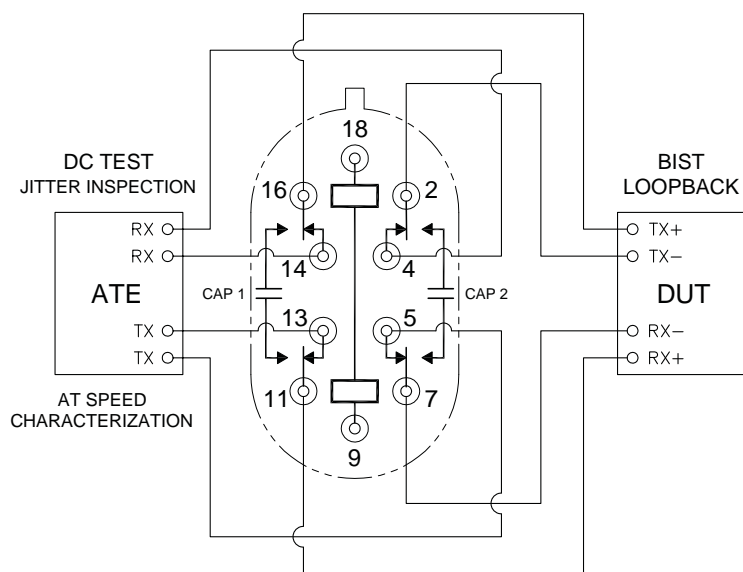 18
DC TEST
JITTER INSPECTION
BIST
LOOPBACK
16
2
RX
TX+
RX
TX-
14
4
ATE
CAP 1
CAP 2
DUT
13
5
TX
RX-
TX
RX+
11
7
AT SPEED
CHARACTERIZATION
9